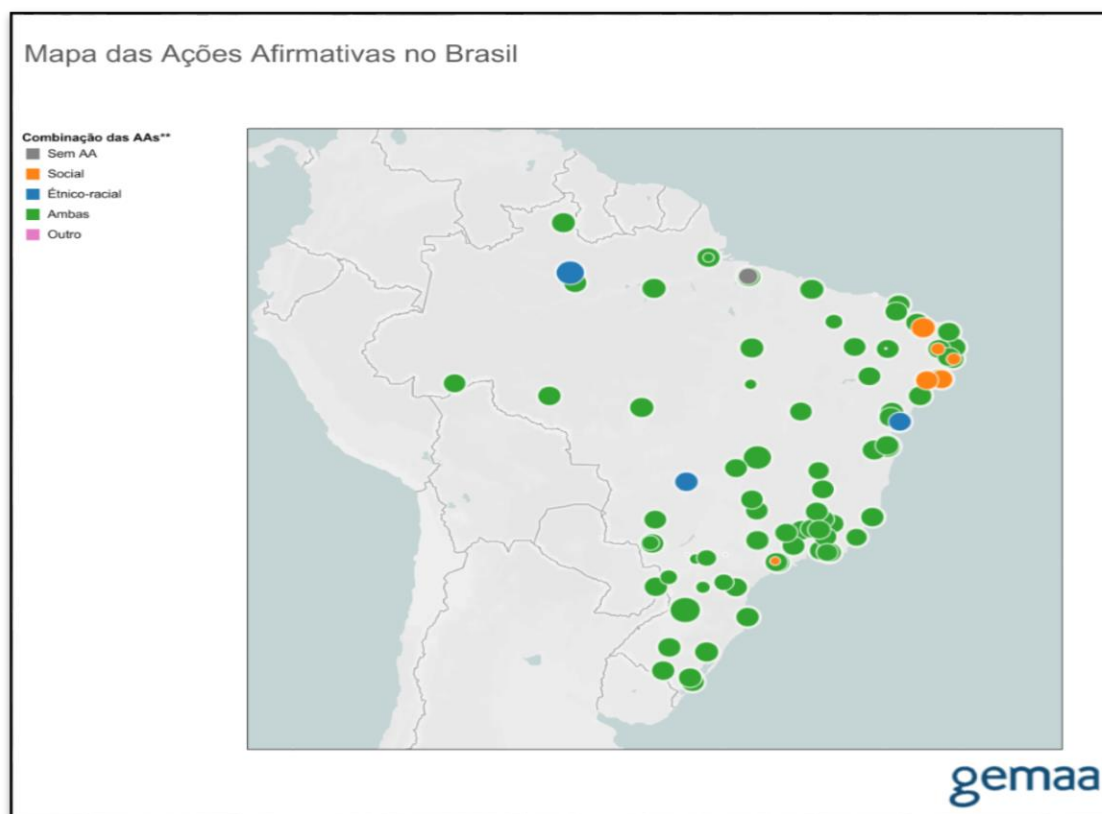 Mapa das Ações Afirmativas no Brasil
Combinação das AAs**
Sem AA
Social
Étnico-racial
Ambas
Outro
gemaa